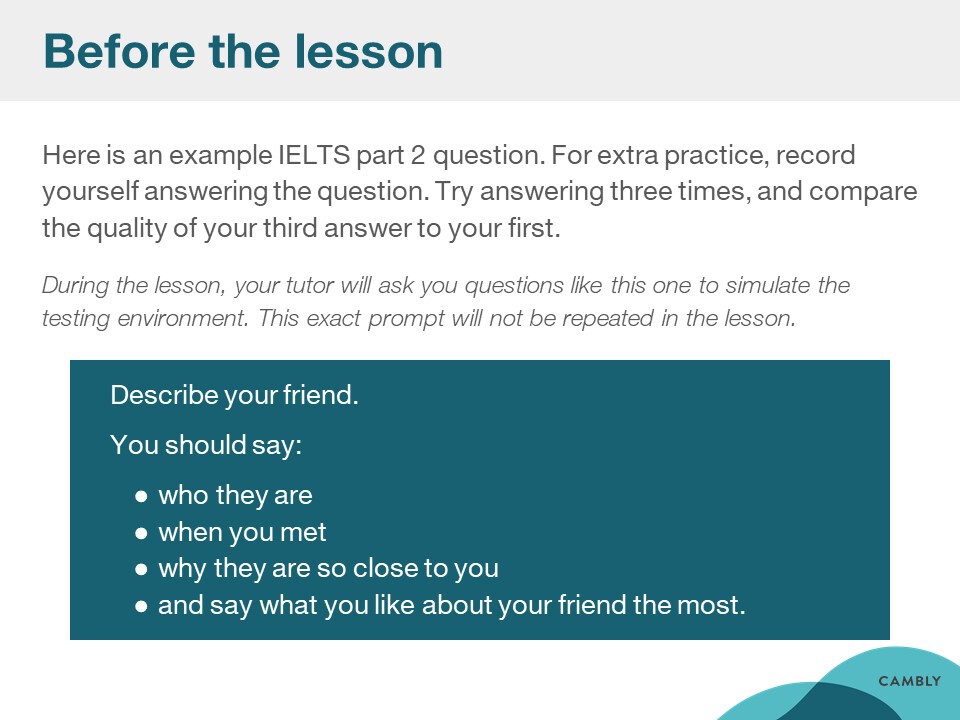 Before the lesson
Here is an example IELTS part 2 question. For extra practice, record
yourself answering the question. Try answering three times, and compare
the quality of your third answer to your first.
During the lesson, your tutor will ask you questions like this one to simulate the
testing environment. This exact prompt will not be repeated in the lesson.
Describe your friend.
You should say:
● who they are
● when you met
● why they are so close to you
● and say what you like about your friend the most.
CAMBLY